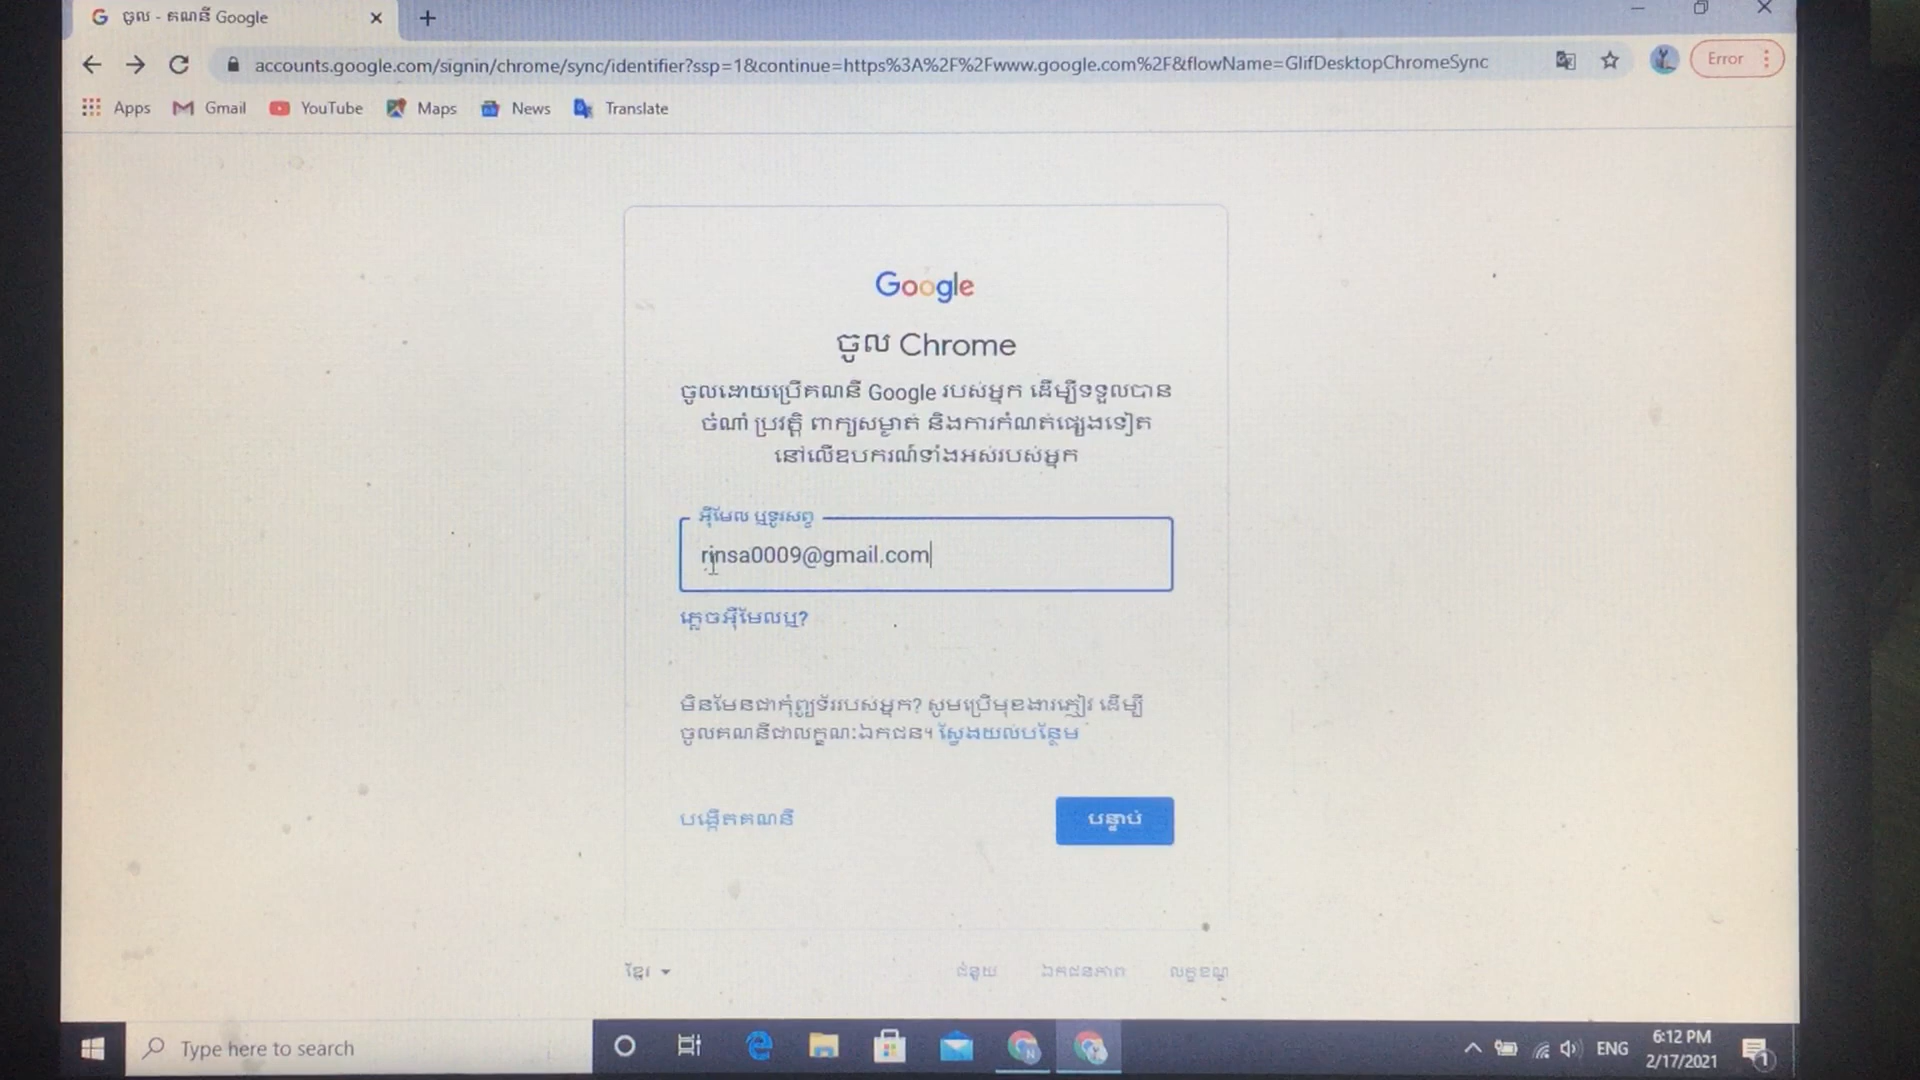 ចូល - គណនី Google
accounts.google.com/signin/chrome/sync/identifier?ssp=1&continue=https%3A%2F%2Fwww.google.com%2F&flowName=GlifDesktopChromeSync
Error
Apps Gmail YouTube Maps News Translate
Google
ចូល Chrome
ចូលដោយប្រើគណនី Google របស់អ្នក ដើម្បីទទួលបាន
ចំណាំ ប្រវត្តិ ពាក្យសម្ងាត់ និងការកំណត់ផ្សេងទៀត
នៅលើឧបករណ៍ទាំងអស់របស់អ្នក
អ៊ីមែល ឬទូរសព្ទ
rinsa0009@gmail.com
ភ្លេចអ៊ីមែលឬ?
មិនមែនជាកុំព្យូទ័ររបស់អ្នក? សូមប្រើមុខងារភ្ញៀវ ដើម្បី
ចូលគណនីជាលក្ខណៈឯកជន។ ស្វែងយល់បន្ថែម
បង្កើតគណនី
បន្ទាប់
ខ្មែរ
ជំនួយ ឯកជនភាព លក្ខខណ្ឌ
Type here to search
ENG
6:12 PM
2/17/2021
1